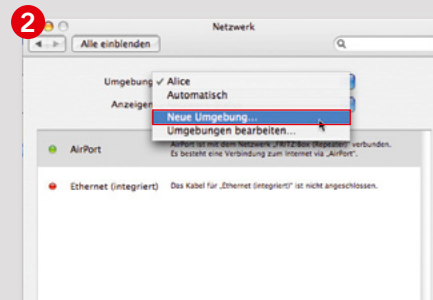 2
Netzwerk
Alle einblenden
Umgebung ✓ Alice
Automatisch
Anzeigen
Neue Umgebung...
Umgebungen bearbeiten...
AirPort
AirPort ist mit dem Netzwerk „FRITZ!Box (Repeater)" verbunden.
Es besteht eine Verbindung zum Internet via „AirPort".
Ethernet (integriert)
Das Kabel für „Ethernet (integriert)" ist nicht angeschlossen.